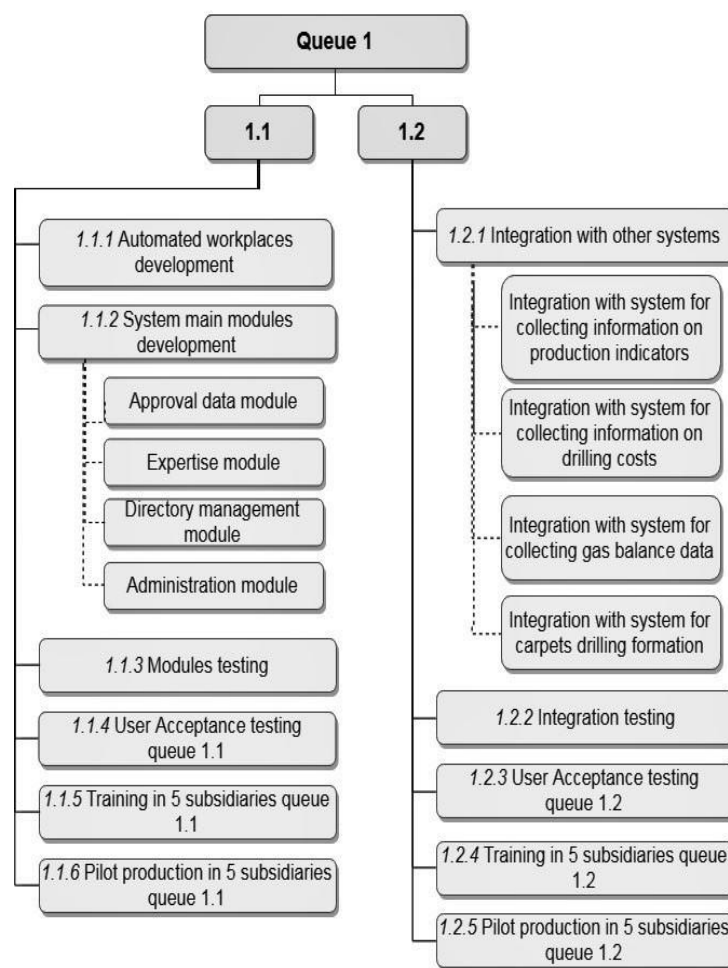 Queue 1
1.1
1.2
1.1.1 Automated workplaces
development
1.1.2 System main modules
development
Approval data module
Expertise module
Directory management
module
Administration module
1.1.3 Modules testing
1.1.4 User Acceptance testing
queue 1.1
1.1.5 Training in 5 subsidiaries queue
1.1
1.1.6 Pilot production in 5 subsidiaries
queue 1.1
1.2.1 Integration with other systems
Integration with system for
collecting information on
production indicators
Integration with system for
collecting information on
drilling costs
Integration with system for
collecting gas balance data
Integration with system for
carpets drilling formation
1.2.2 Integration testing
1.2.3 User Acceptance testing
queue 1.2
1.2.4 Training in 5 subsidiaries queue
1.2
1.2.5 Pilot production in 5 subsidiaries
queue 1.2